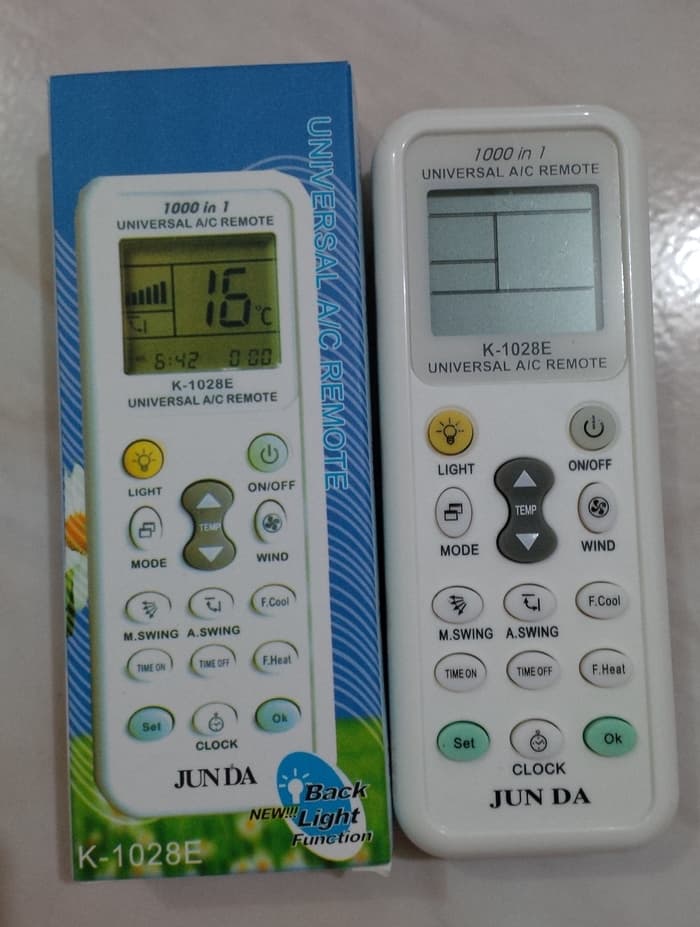 UNIVERSAL A/C REMOTE
1000 in 1
UNIVERSAL A/C REMOTE
16 °C
6:42 0:00
K-1028E
UNIVERSAL A/C REMOTE
LIGHT
ON/OFF
TEMP
MODE
WIND
F.Cool
M.SWING A.SWING
TIME ON
TIME OFF
F.Heat
Set
Ok
CLOCK
JUN DA
NEW!!! Back
Light
Function
K-1028E
1000 in 1
UNIVERSAL A/C REMOTE
K-1028E
UNIVERSAL A/C REMOTE
LIGHT
ON/OFF
TEMP
MODE
WIND
F.Cool
M.SWING A.SWING
TIME ON
TIME OFF
F.Heat
Set
Ok
CLOCK
JUN DA